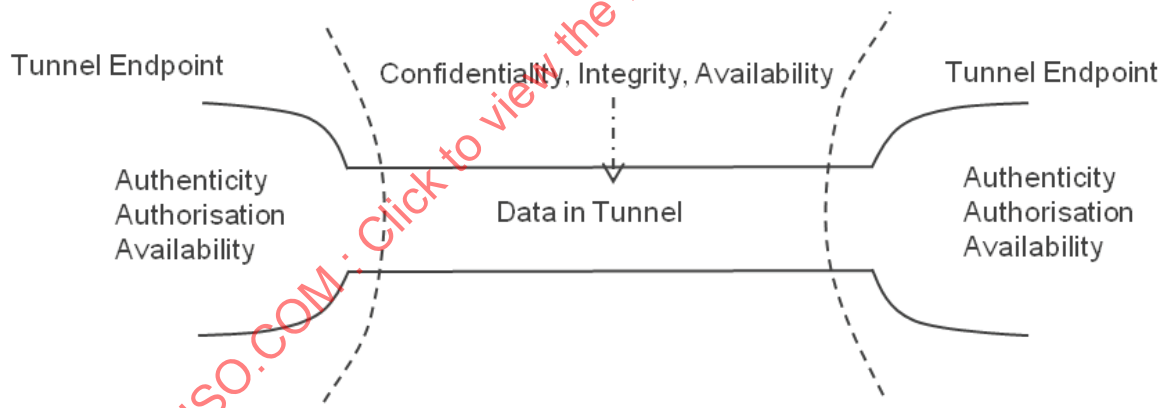 Tunnel Endpoint
Confidentiality, Integrity, Availability
Tunnel Endpoint
Authenticity
Authorisation
Availability
Data in Tunnel
Authenticity
Authorisation
Availability
ISO.COM : Click to view the